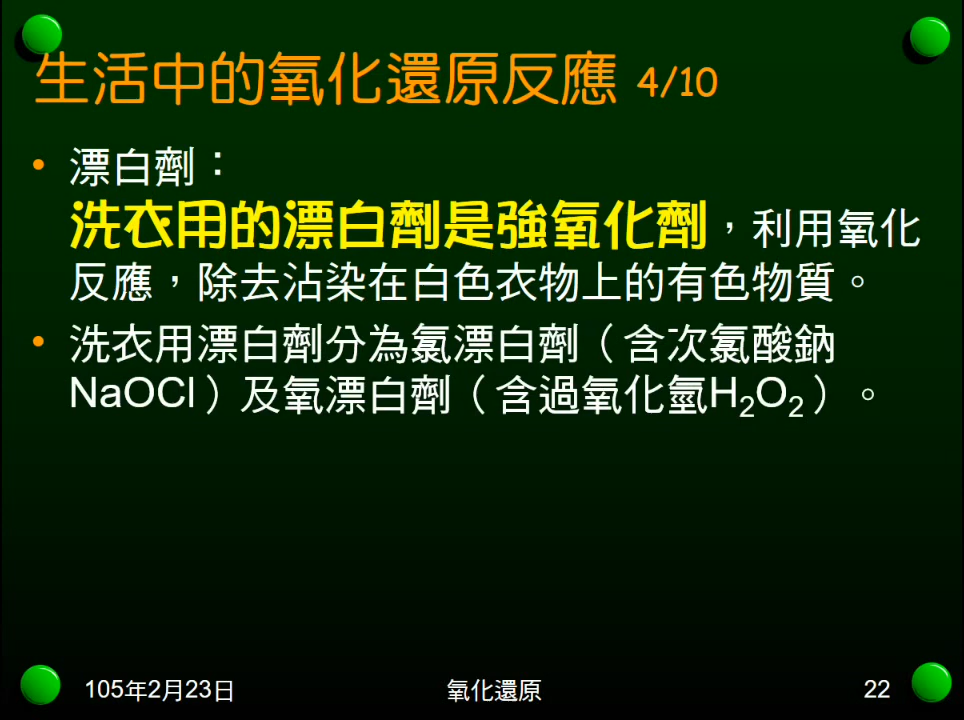 生活中的氧化還原反應 4/10
• 漂白劑：
洗衣用的漂白劑是強氧化劑，利用氧化
反應，除去沾染在白色衣物上的有色物質。
• 洗衣用漂白劑分為氯漂白劑（含次氯酸鈉
NaOCl）及氧漂白劑（含過氧化氫H₂O₂）。
105年2月23日 氧化還原 22